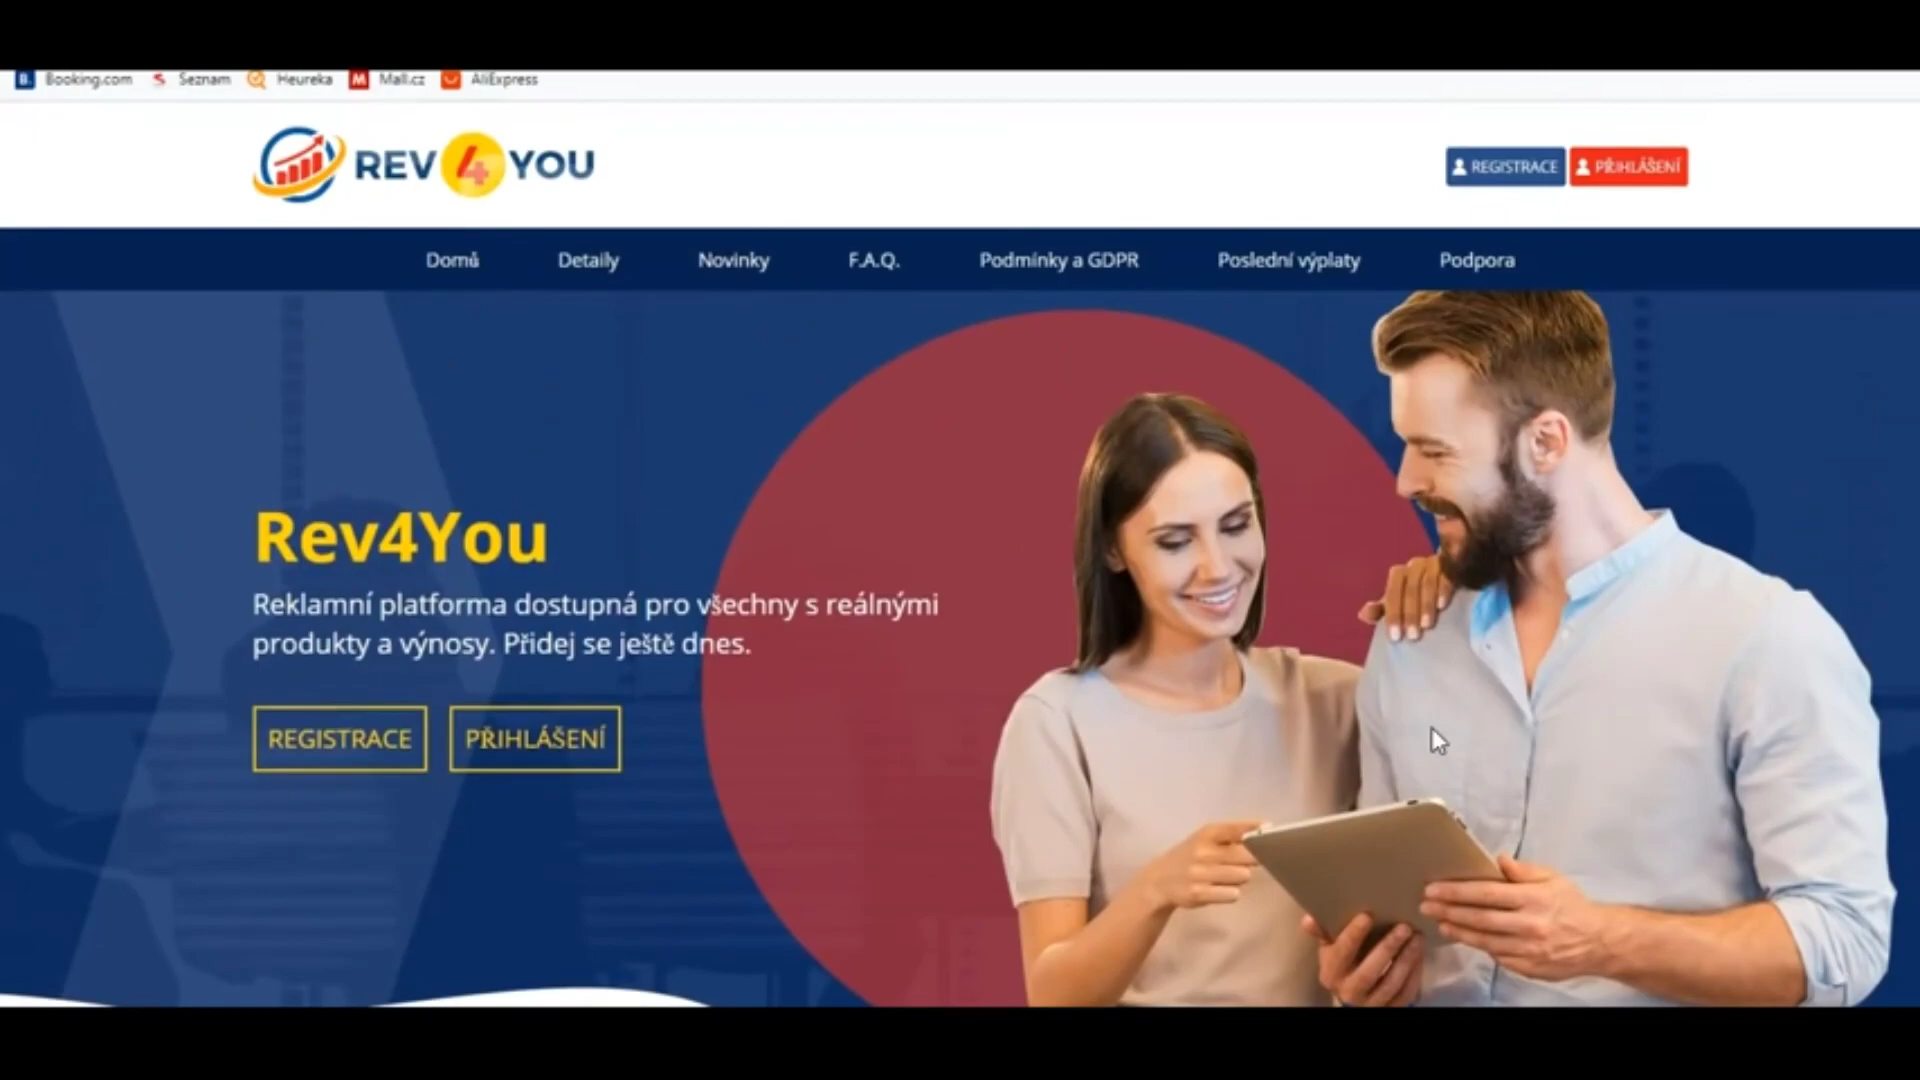 Booking.com Seznam Heureka Mall.cz AliExpress
REV 4 YOU
REGISTRACE PŘIHLÁŠENÍ
Domů Detaily Novinky F.A.Q. Podmínky a GDPR Poslední výplaty Podpora
Rev4You
Reklamní platforma dostupná pro všechny s reálnými
produkty a výnosy. Přidej se ještě dnes.
REGISTRACE PŘIHLÁŠENÍ